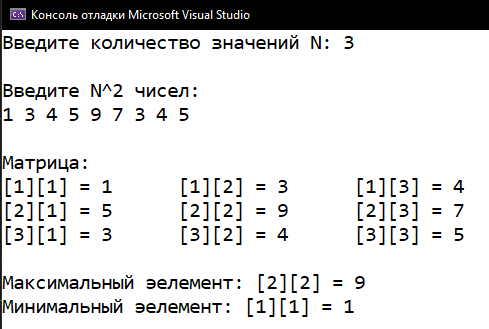 Консоль отладки Microsoft Visual Studio
Введите количество значений N: 3
Введите N^2 чисел:
1 3 4 5 9 7 3 4 5
Матрица:
[1][1] = 1 [1][2] = 3 [1][3] = 4
[2][1] = 5 [2][2] = 9 [2][3] = 7
[3][1] = 3 [3][2] = 4 [3][3] = 5
Максимальный эелемент: [2][2] = 9
Минимальный эелемент: [1][1] = 1